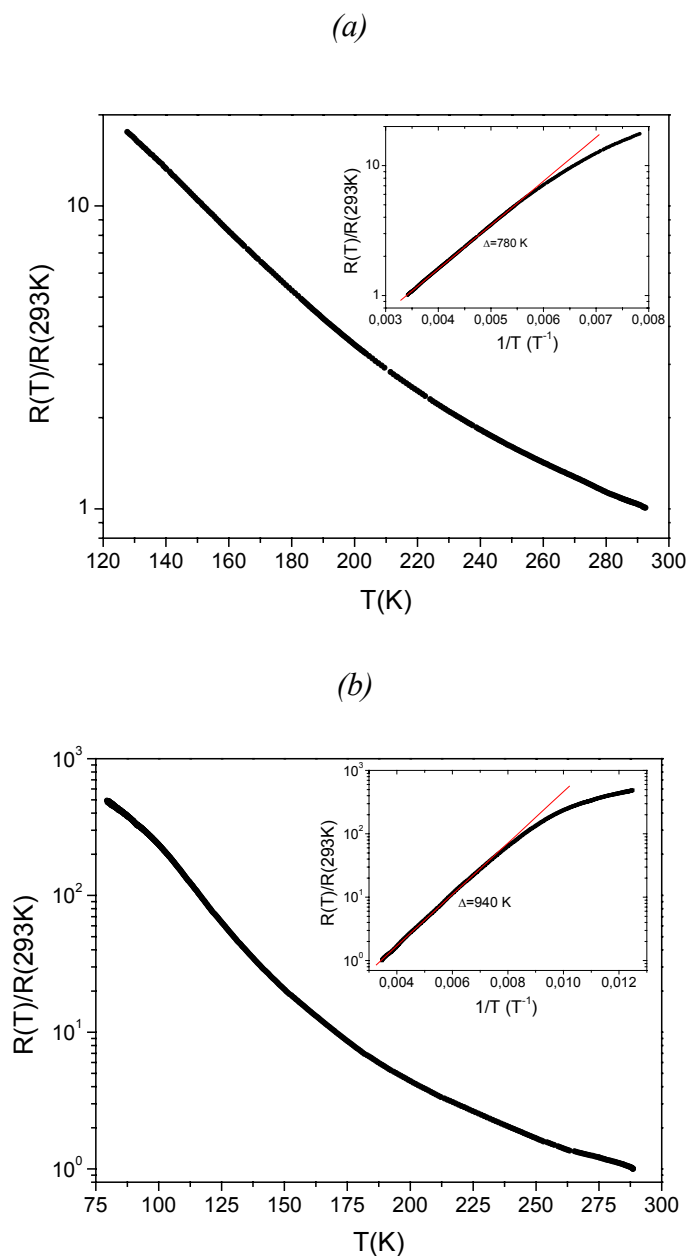 (a)
10
1
R(T)/R(293K)
120 140 160 180 200 220 240 260 280 300
T(K)
10
1
R(T)/R(293K)
Δ=780 K
0,003 0,004 0,005 0,006 0,007 0,008
1/T (T⁻¹)
(b)
10³
10²
10¹
10⁰
R(T)/R(293K)
75 100 125 150 175 200 225 250 275 300
T(K)
10³
10²
10¹
10⁰
R(T)/R(293K)
Δ=940 K
0,004 0,006 0,008 0,010 0,012
1/T (T⁻¹)